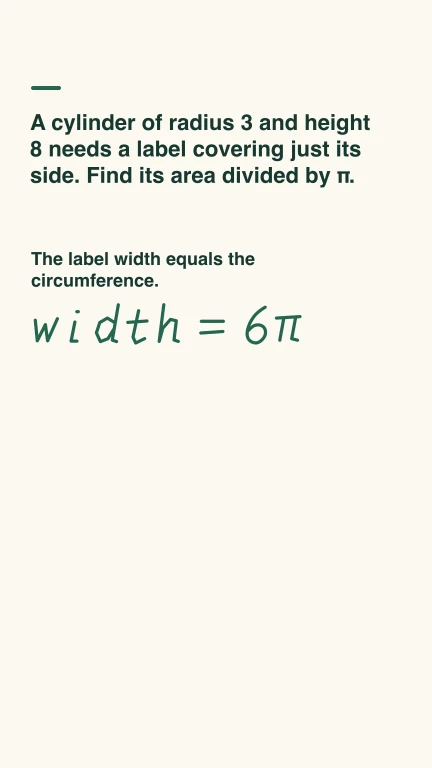 A cylinder of radius 3 and height
8 needs a label covering just its
side. Find its area divided by π.
The label width equals the
circumference.
width = 6π